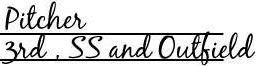 Pitcher
3rd , SS and Outfield